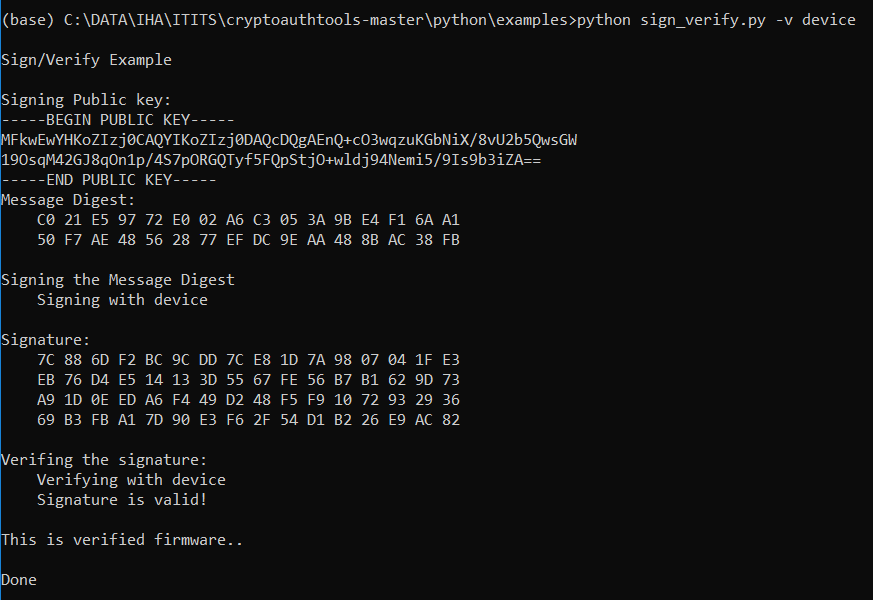 (base) C:\DATA\IHA\ITITS\cryptoauthtools-master\python\examples>python sign_verify.py -v device
Sign/Verify Example
Signing Public key:
-----BEGIN PUBLIC KEY-----
MFkwEwYHKoZIzj0CAQYIKoZIzj0DAQcDQgAEnQ+cO3wqzuKGbNiX/8vU2b5QwsGW
19OsqM42GJ8qOn1p/4S7pORGQTyf5FQpStjO+wldj94Nemi5/9Is9b3iZA==
-----END PUBLIC KEY-----
Message Digest:
C0 21 E5 97 72 E0 02 A6 C3 05 3A 9B E4 F1 6A A1
50 F7 AE 48 56 28 77 EF DC 9E AA 48 8B AC 38 FB
Signing the Message Digest
Signing with device
Signature:
7C 88 6D F2 BC 9C DD 7C E8 1D 7A 98 07 04 1F E3
EB 76 D4 E5 14 13 3D 55 67 FE 56 B7 B1 62 9D 73
A9 1D 0E ED A6 F4 49 D2 48 F5 F9 10 72 93 29 36
69 B3 FB A1 7D 90 E3 F6 2F 54 D1 B2 26 E9 AC 82
Verifing the signature:
Verifying with device
Signature is valid!
This is verified firmware..
Done